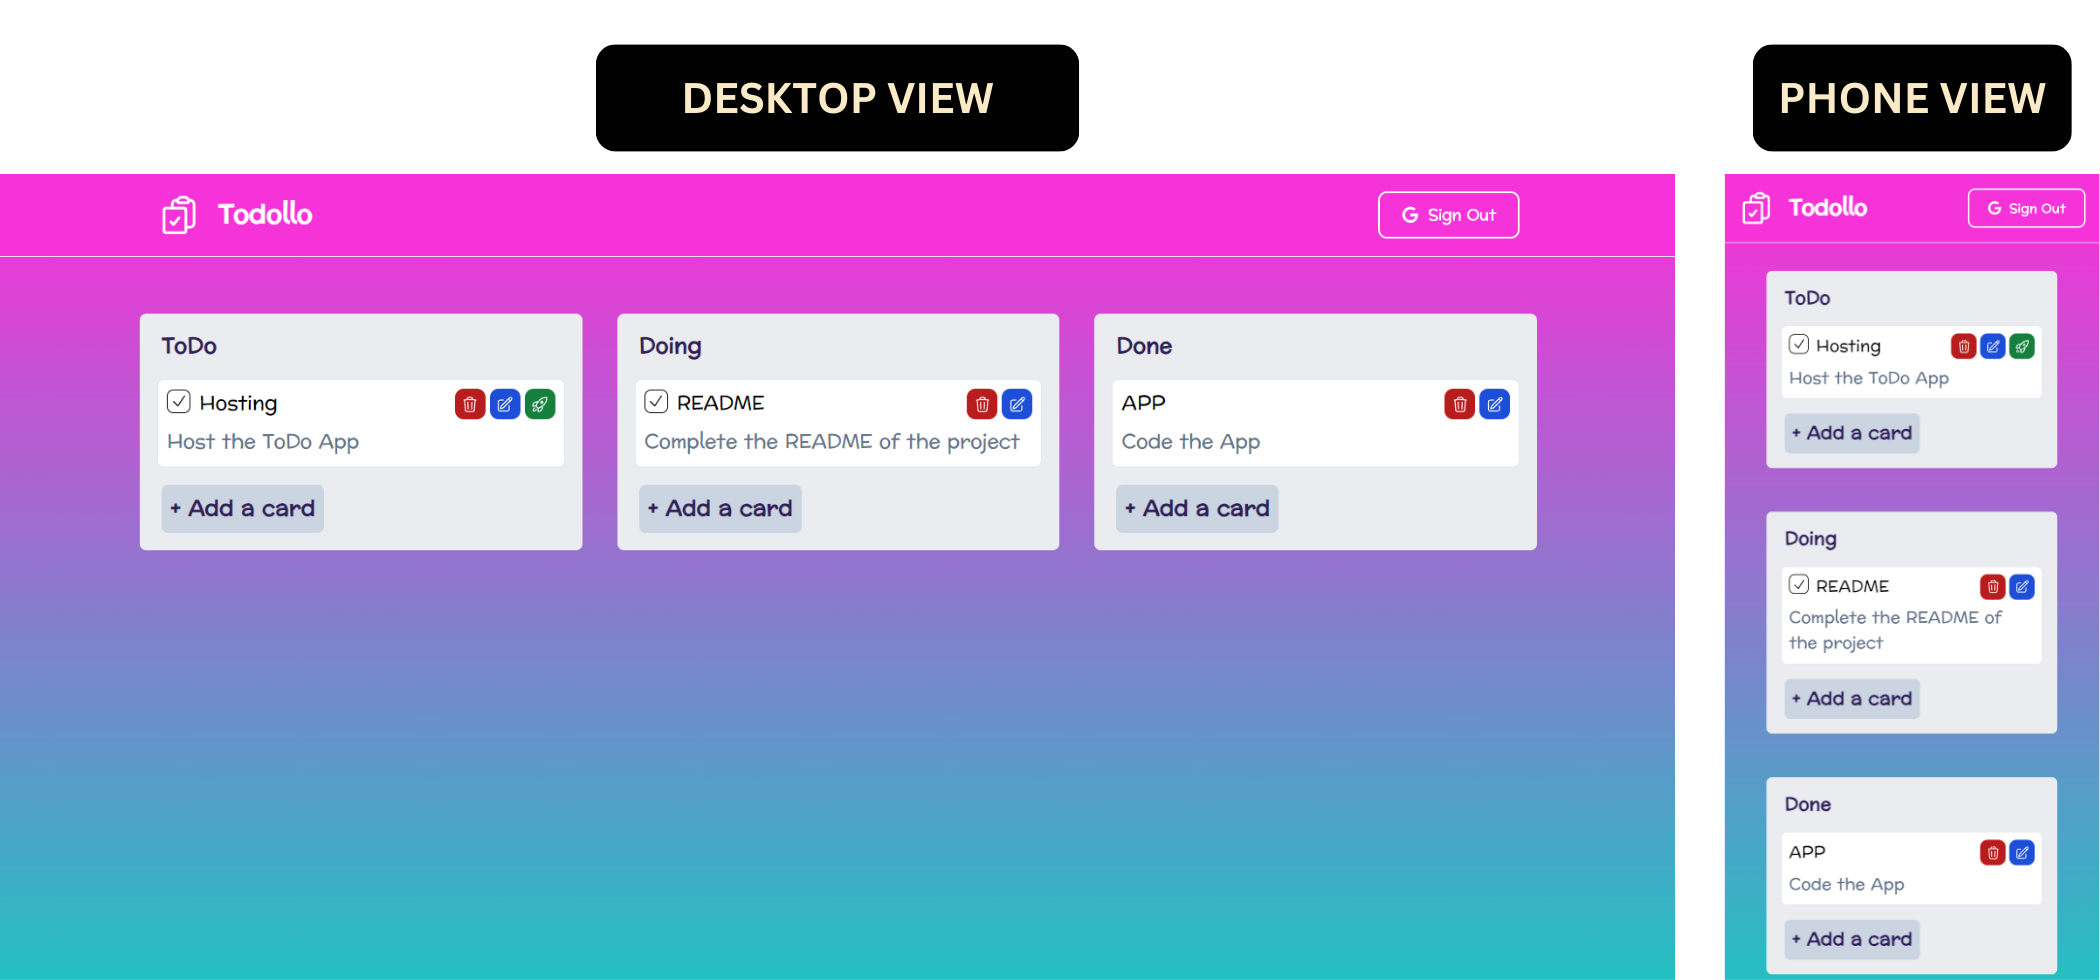 DESKTOP VIEW
Todollo
G Sign Out
ToDo
Hosting
Host the ToDo App
+ Add a card
Doing
README
Complete the README of the project
+ Add a card
Done
APP
Code the App
+ Add a card
PHONE VIEW
Todollo
G Sign Out
ToDo
Hosting
Host the ToDo App
+ Add a card
Doing
README
Complete the README of
the project
+ Add a card
Done
APP
Code the App
+ Add a card